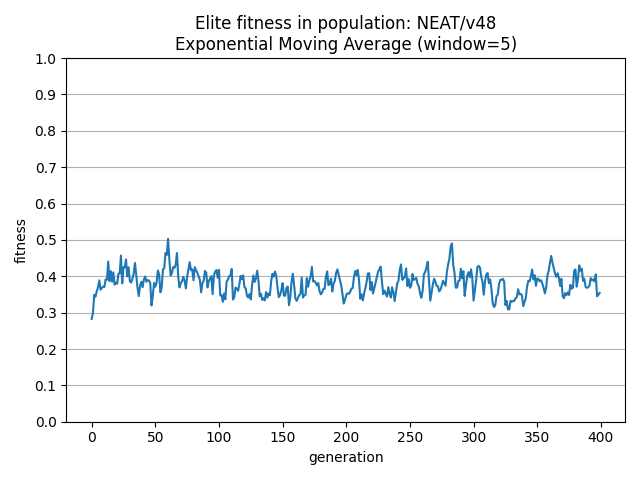 Elite fitness in population: NEAT/v48
Exponential Moving Average (window=5)
1.0
0.9
0.8
0.7
0.6
0.5
0.4
0.3
0.2
0.1
0.0
fitness
0 50 100 150 200 250 300 350 400
generation